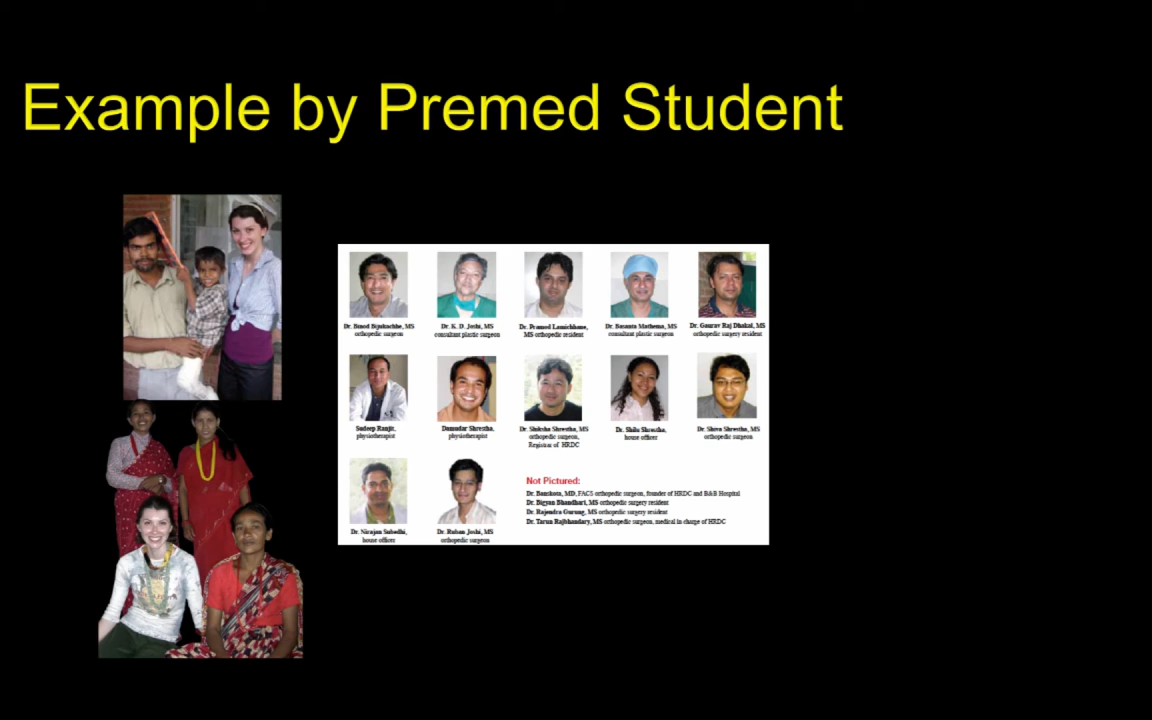 Example by Premed Student
Dr. Binod Bijukachhe, MS
orthopedic surgeon
Dr. K. D. Joshi, MS
consultant plastic surgeon
Dr. Pramod Lamichhane,
MS orthopedic resident
Dr. Basanta Mathema, MS
consultant plastic surgeon
Dr. Gaurav Raj Dhakal, MS
orthopedic surgery resident
Sudeep Ranjit,
physiotherapist
Damudar Shrestha,
physiotherapist
Dr. Shiksha Shrestha, MS
orthopedic surgeon,
Registrar of HRDC
Dr. Shilu Shrestha,
house officer
Dr. Shiva Shrestha, MS
orthopedic surgeon
Dr. Nirajan Subedhi,
house officer
Dr. Ruban Joshi, MS
orthopedic surgeon
Not Pictured:
Dr. Banskota, MD, FACS orthopedic surgeon, founder of HRDC and B&B Hospital
Dr. Bigyan Bhandhari, MS orthopedic surgery resident
Dr. Rajendra Gurung, MS orthopedic surgery resident
Dr. Tarun Rajbhandary, MS orthopedic surgeon, medical in charge of HRDC